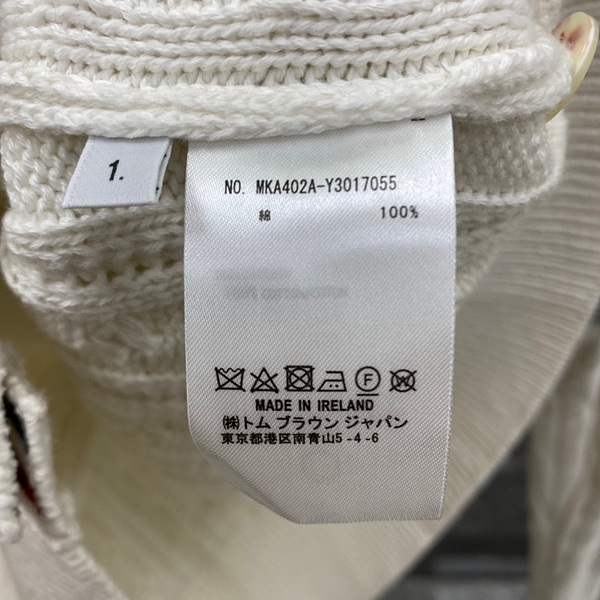 1.
NO. MKA402A-Y3017055
綿 100%
F W
MADE IN IRELAND
㈱トム ブラウン ジャパン
東京都港区南青山5-4-6